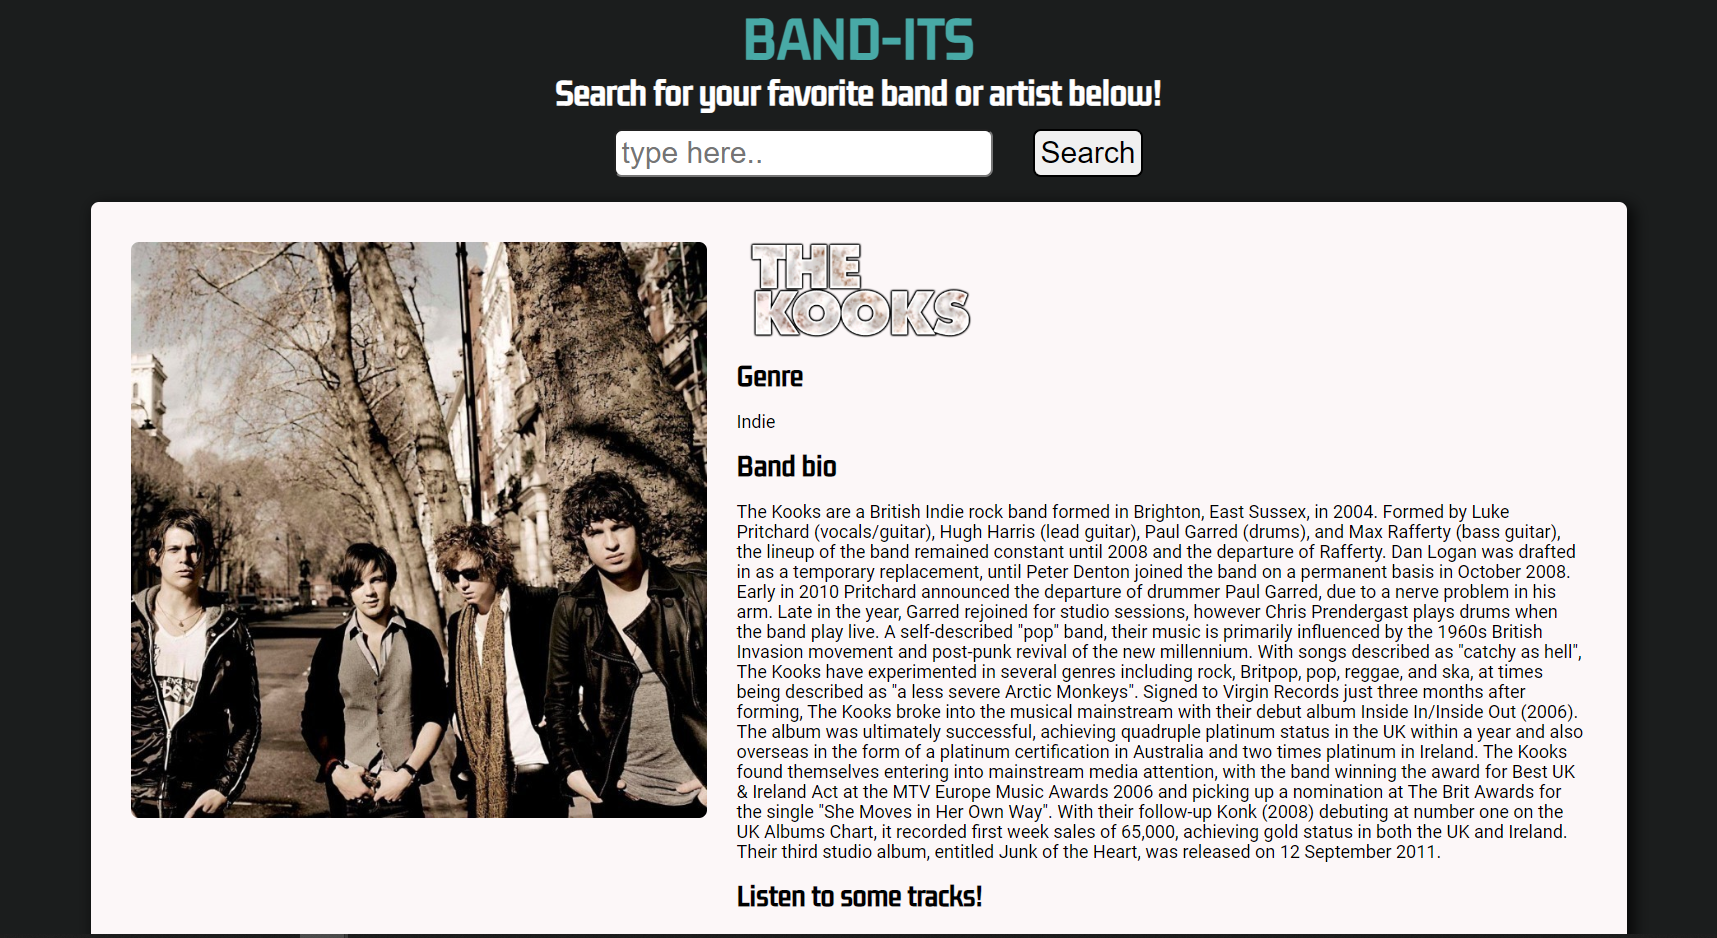 BAND-ITS
Search for your favorite band or artist below!
type here..
Search
THE
KOOKS
Genre
Indie
Band bio
The Kooks are a British Indie rock band formed in Brighton, East Sussex, in 2004. Formed by Luke
Pritchard (vocals/guitar), Hugh Harris (lead guitar), Paul Garred (drums), and Max Rafferty (bass guitar),
the lineup of the band remained constant until 2008 and the departure of Rafferty. Dan Logan was drafted
in as a temporary replacement, until Peter Denton joined the band on a permanent basis in October 2008.
Early in 2010 Pritchard announced the departure of drummer Paul Garred, due to a nerve problem in his
arm. Late in the year, Garred rejoined for studio sessions, however Chris Prendergast plays drums when
the band play live. A self-described "pop" band, their music is primarily influenced by the 1960s British
Invasion movement and post-punk revival of the new millennium. With songs described as "catchy as hell",
The Kooks have experimented in several genres including rock, Britpop, pop, reggae, and ska, at times
being described as "a less severe Arctic Monkeys". Signed to Virgin Records just three months after
forming, The Kooks broke into the musical mainstream with their debut album Inside In/Inside Out (2006).
The album was ultimately successful, achieving quadruple platinum status in the UK within a year and also
overseas in the form of a platinum certification in Australia and two times platinum in Ireland. The Kooks
found themselves entering into mainstream media attention, with the band winning the award for Best UK
& Ireland Act at the MTV Europe Music Awards 2006 and picking up a nomination at The Brit Awards for
the single "She Moves in Her Own Way". With their follow-up Konk (2008) debuting at number one on the
UK Albums Chart, it recorded first week sales of 65,000, achieving gold status in both the UK and Ireland.
Their third studio album, entitled Junk of the Heart, was released on 12 September 2011.
Listen to some tracks!